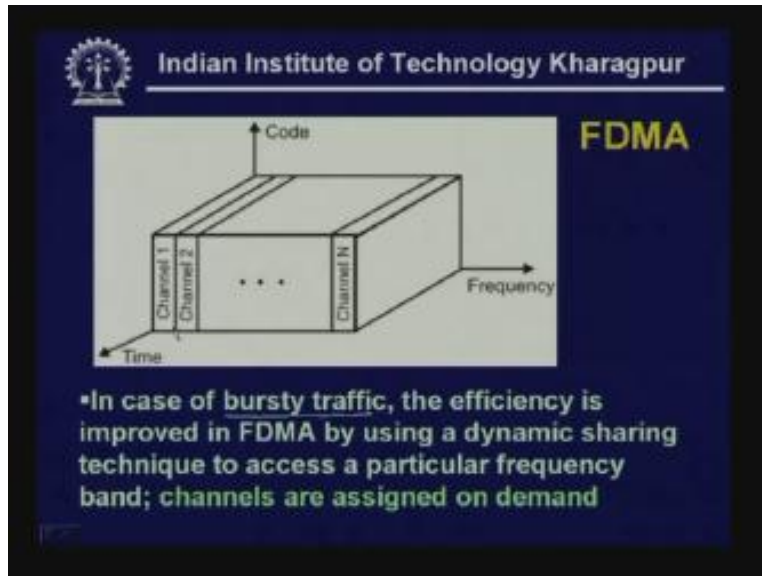 Indian Institute of Technology Kharagpur
FDMA
Code
Channel 1
Channel 2
• • •
Channel N
Frequency
Time
▪In case of bursty traffic, the efficiency is
improved in FDMA by using a dynamic sharing
technique to access a particular frequency
band; channels are assigned on demand